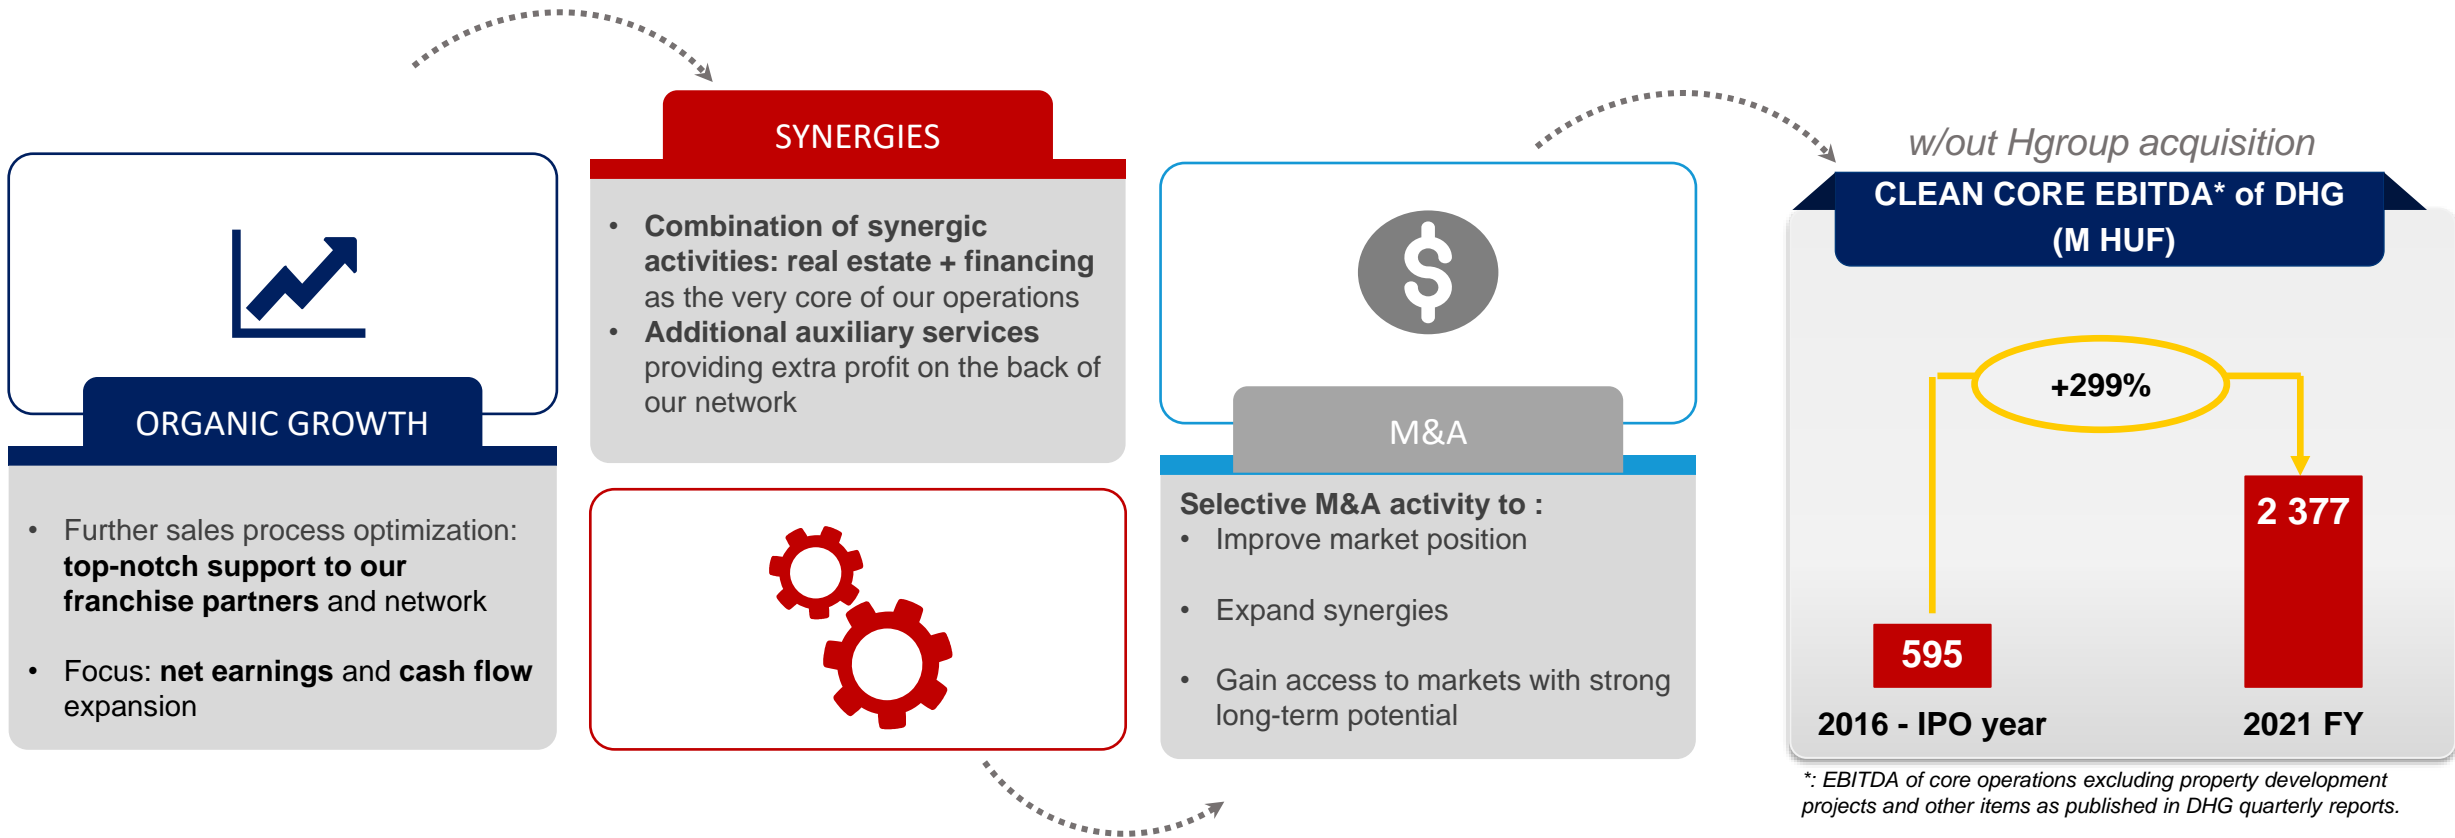 ORGANIC GROWTH
• Further sales process optimization:
top-notch support to our
franchise partners and network
• Focus: net earnings and cash flow
expansion
SYNERGIES
• Combination of synergic
activities: real estate + financing
as the very core of our operations
• Additional auxiliary services
providing extra profit on the back of
our network
$
M&A
Selective M&A activity to :
• Improve market position
• Expand synergies
• Gain access to markets with strong
long-term potential
w/out Hgroup acquisition
CLEAN CORE EBITDA* of DHG
(M HUF)
+299%
2 377
595
2016 - IPO year
2021 FY
*: EBITDA of core operations excluding property development
projects and other items as published in DHG quarterly reports.